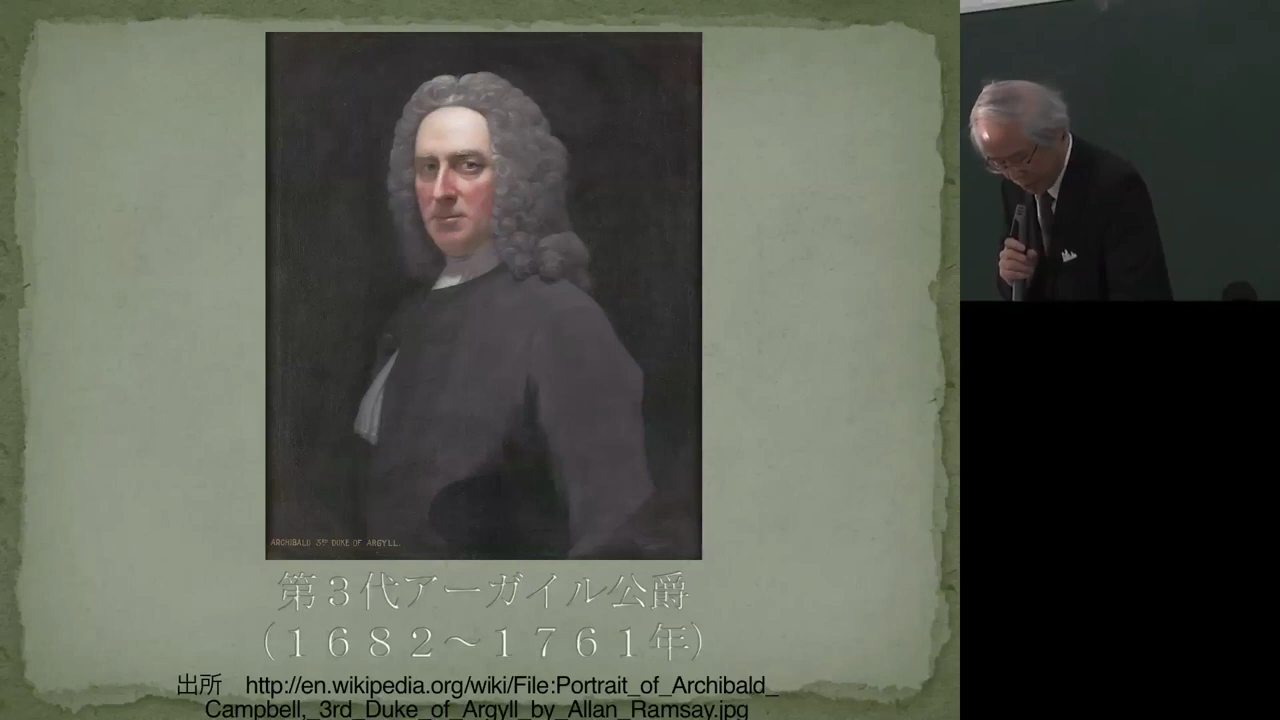 ARCHIBALD 3RD DUKE OF ARGYLL.
第３代アーガイル公爵
（１６８２～１７６１年）
出所　http://en.wikipedia.org/wiki/File:Portrait_of_Archibald_
Campbell,_3rd_Duke_of_Argyll_by_Allan_Ramsay.jpg